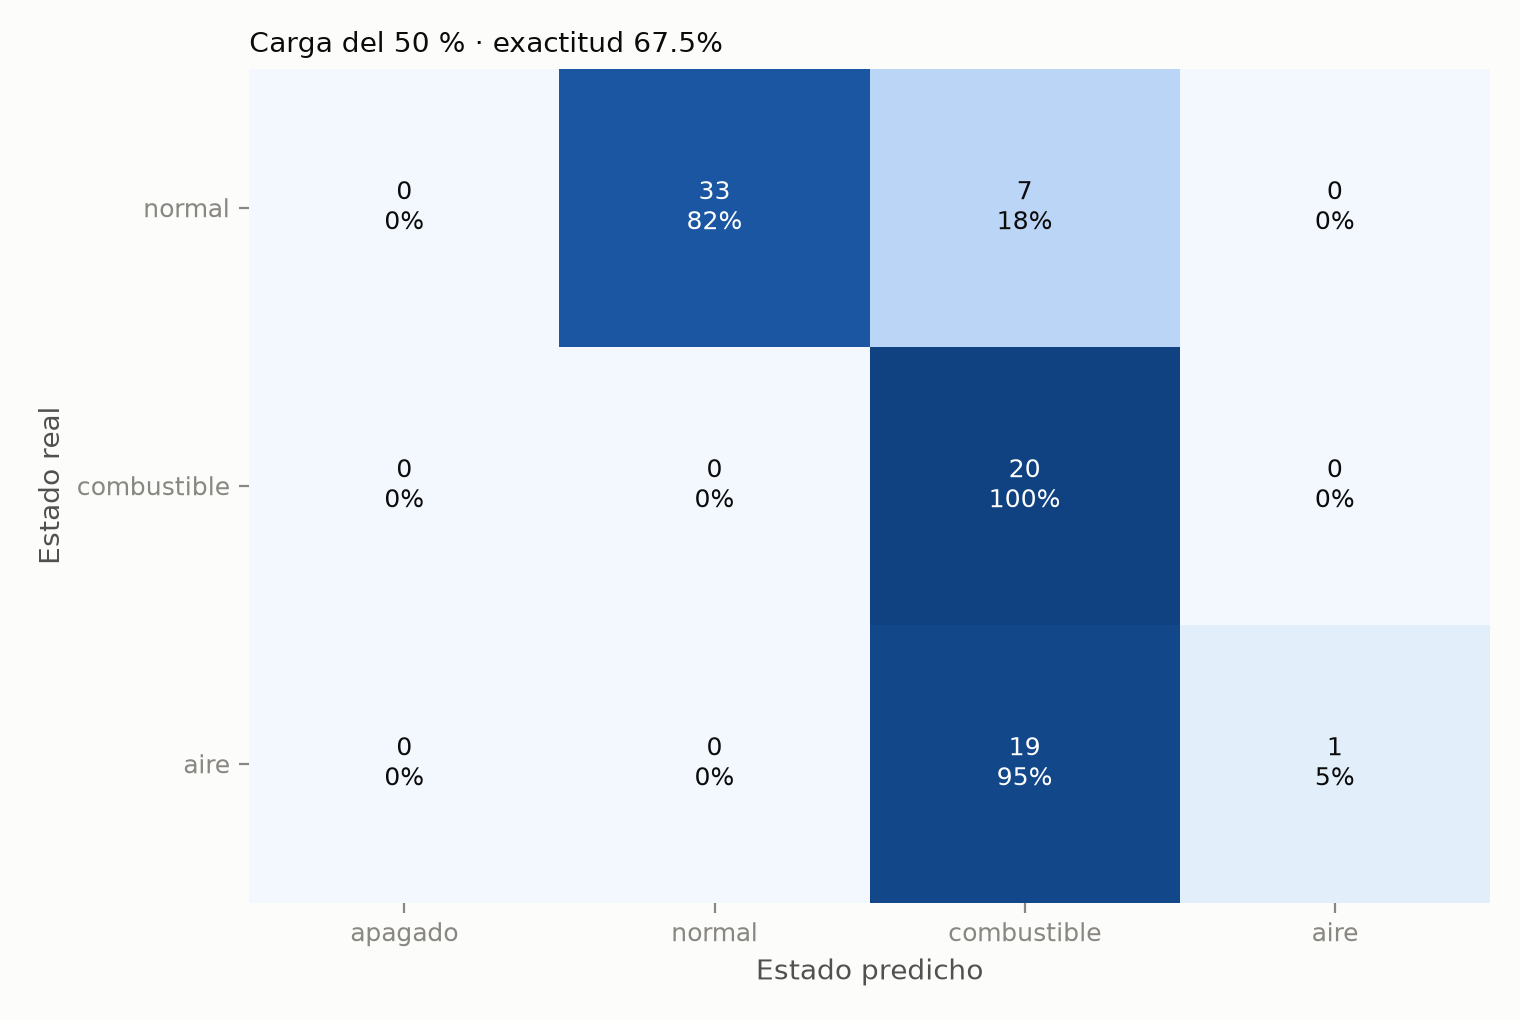 Carga del 50 % · exactitud 67.5%
Estado real
normal
0
0%
33
82%
7
18%
0
0%
combustible
0
0%
0
0%
20
100%
0
0%
aire
0
0%
0
0%
19
95%
1
5%
apagado
normal
combustible
aire
Estado predicho